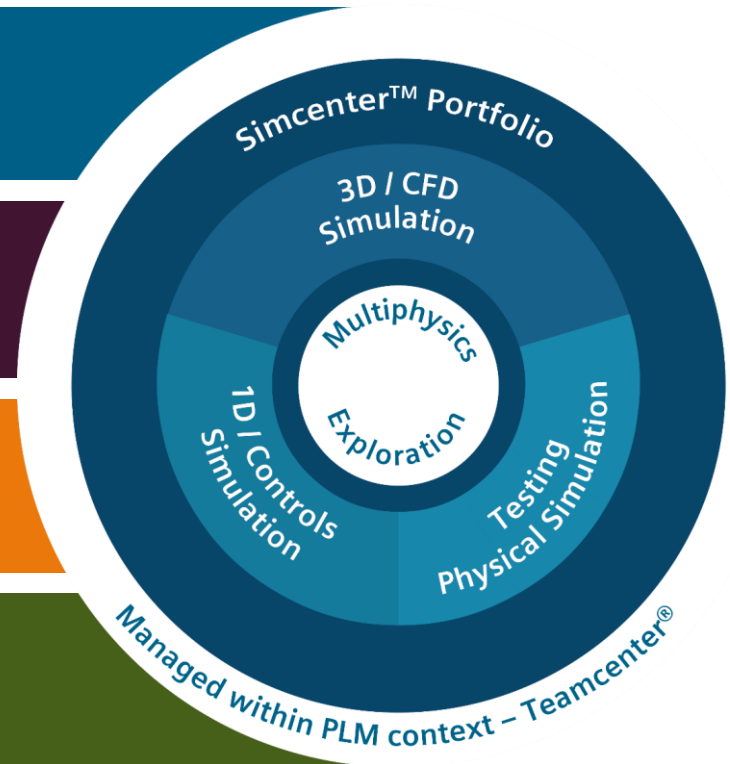 Simcenter™ Portfolio
3D / CFD
Simulation
Multiphysics
Exploration
1D / Controls
Simulation
Testing
Physical Simulation
Managed within PLM context – Teamcenter®